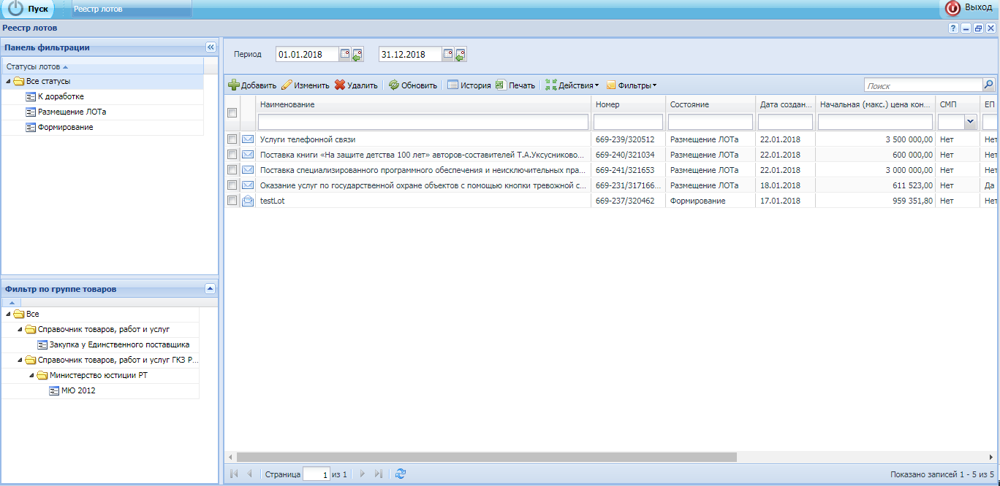 Пуск
Реестр лотов
Выход
Реестр лотов
Панель фильтрации
Статусы лотов
Все статусы
К доработке
Размещение ЛОТа
Формирование
Фильтр по группе товаров
Все
Справочник товаров, работ и услуг
Закупка у Единственного поставщика
Справочник товаров, работ и услуг ГКЗ Р...
Министерство юстиции РТ
МЮ 2012
Период 01.01.2018 31.12.2018
Добавить Изменить Удалить Обновить История Печать Действия Фильтры Поиск
Наименование Номер Состояние Дата создан... Начальная (макс.) цена кон... СМП ЕП
Услуги телефонной связи 669-239/320512 Размещение ЛОТа 22.01.2018 3 500 000,00 Нет Нет
Поставка книги «На защите детства 100 лет» авторов-составителей Т.А.Уксусниково... 669-240/321034 Размещение ЛОТа 22.01.2018 600 000,00 Нет Нет
Поставка специализированного программного обеспечения и неисключительных пра... 669-241/321653 Размещение ЛОТа 22.01.2018 3 000 000,00 Нет Нет
Оказание услуг по государственной охране объектов с помощью кнопки тревожной с... 669-231/317166... Размещение ЛОТа 18.01.2018 611 523,00 Нет Да
testLot 669-237/320462 Формирование 17.01.2018 959 351,80 Нет Нет
Страница 1 из 1
Показано записей 1 - 5 из 5